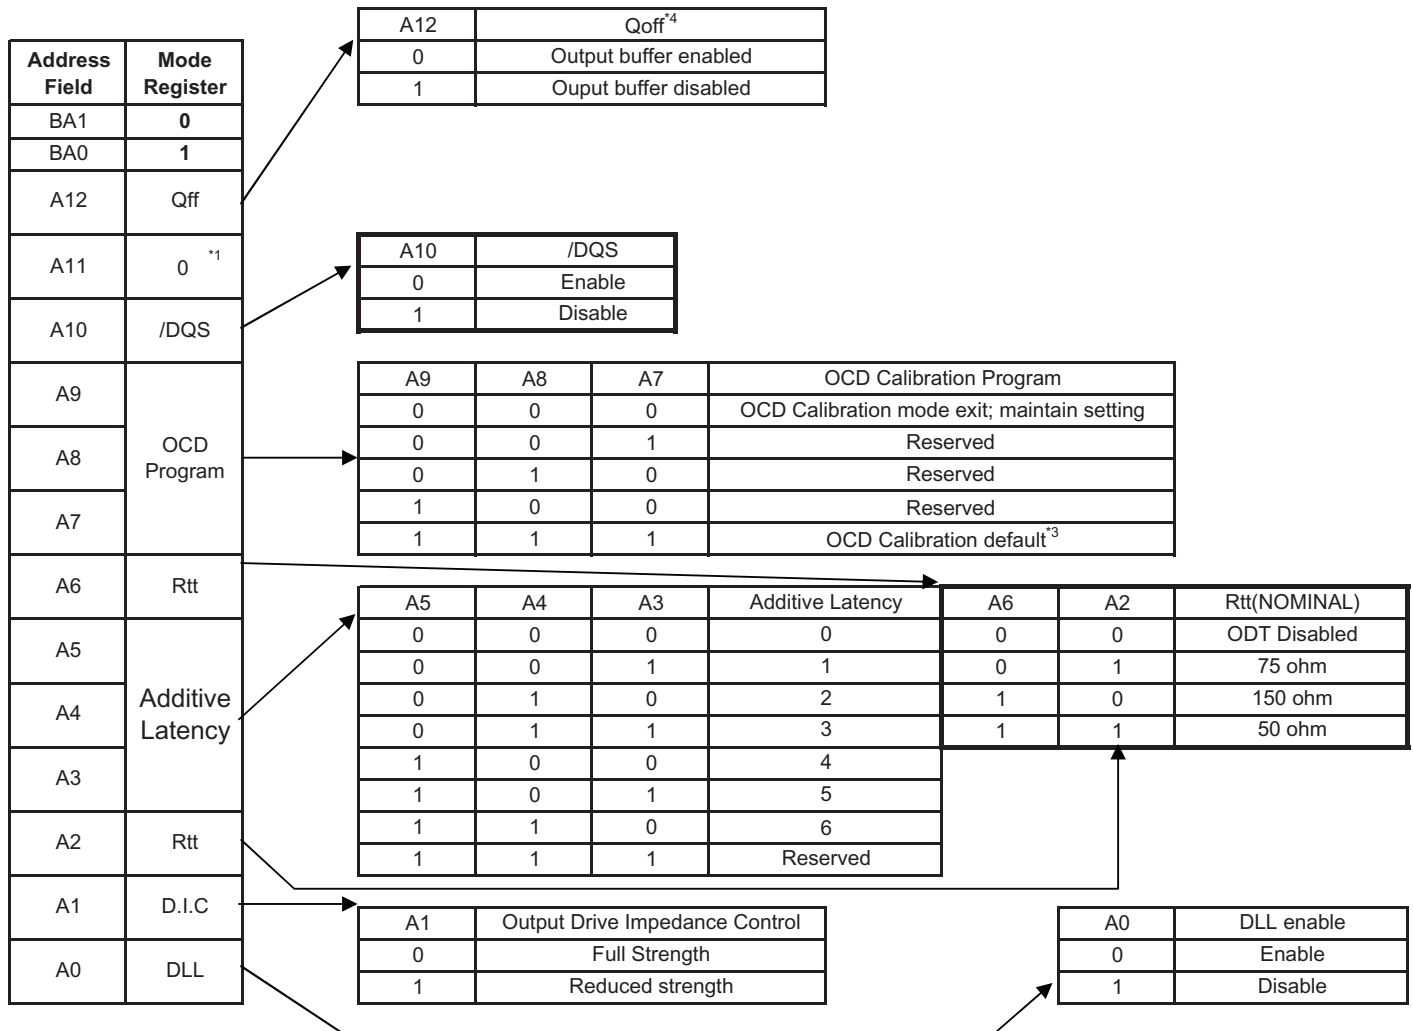 Address Field Mode Register
BA1 0
BA0 1
A12 Qff
A11 0 *1
A10 /DQS
A9
A8 OCD Program
A7
A6 Rtt
A5
A4 Additive Latency
A3
A2 Rtt
A1 D.I.C
A0 DLL
A12 Qoff*4
0 Output buffer enabled
1 Ouput buffer disabled
A10 /DQS
0 Enable
1 Disable
A9 A8 A7 OCD Calibration Program
0 0 0 OCD Calibration mode exit; maintain setting
0 0 1 Reserved
0 1 0 Reserved
1 0 0 Reserved
1 1 1 OCD Calibration default*3
A5 A4 A3 Additive Latency
0 0 0 0
0 0 1 1
0 1 0 2
0 1 1 3
1 0 0 4
1 0 1 5
1 1 0 6
1 1 1 Reserved
A6 A2 Rtt(NOMINAL)
0 0 ODT Disabled
0 1 75 ohm
1 0 150 ohm
1 1 50 ohm
A1 Output Drive Impedance Control
0 Full Strength
1 Reduced strength
A0 DLL enable
0 Enable
1 Disable